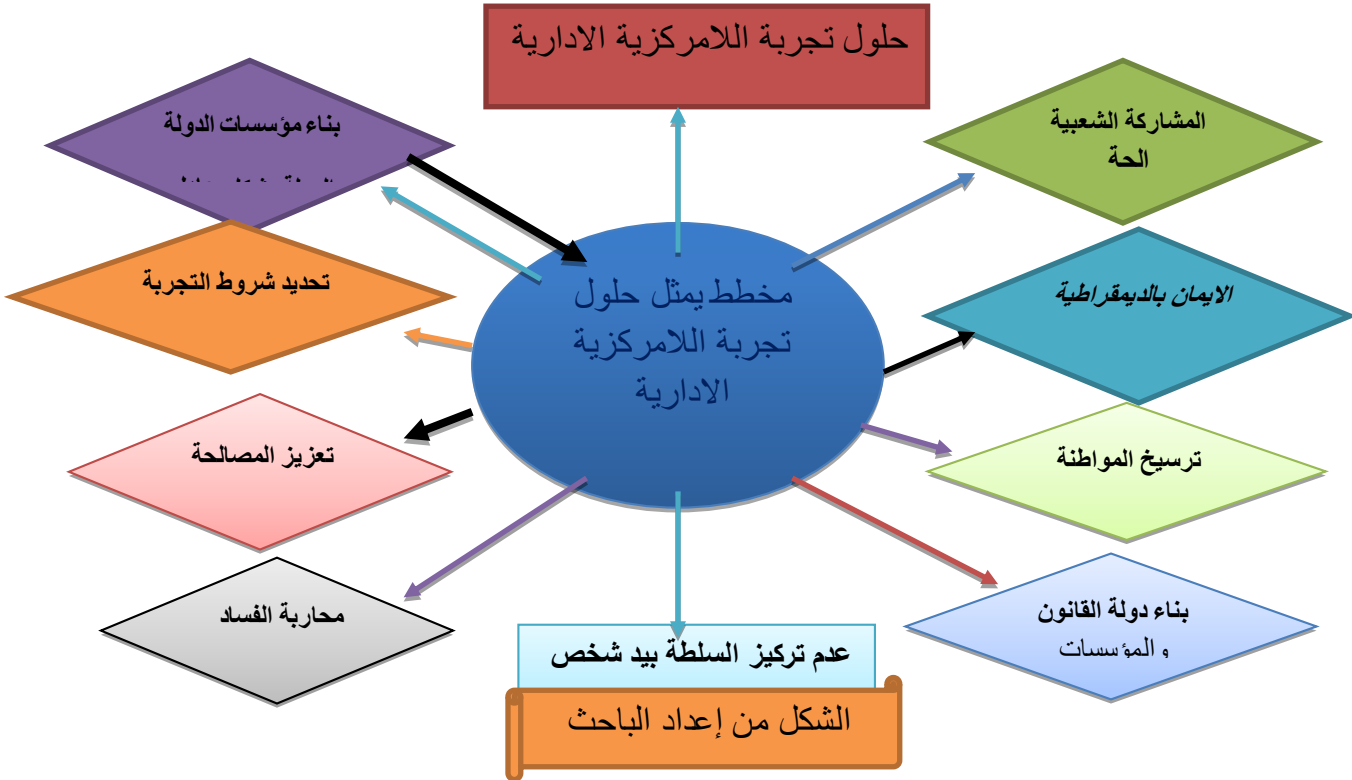 حلول تجربة اللامركزية الادارية
المشاركة الشعبية
الحة
بناء مؤسسات الدولة
الايمان بالديمقراطية
تحديد شروط التجربة
مخطط يمثل حلول
تجربة اللامركزية
الادارية
ترسيخ المواطنة
تعزيز المصالحة
بناء دولة القانون
والمؤسسات
محاربة الفساد
عدم تركيز السلطة بيد شخص
الشكل من إعداد الباحث